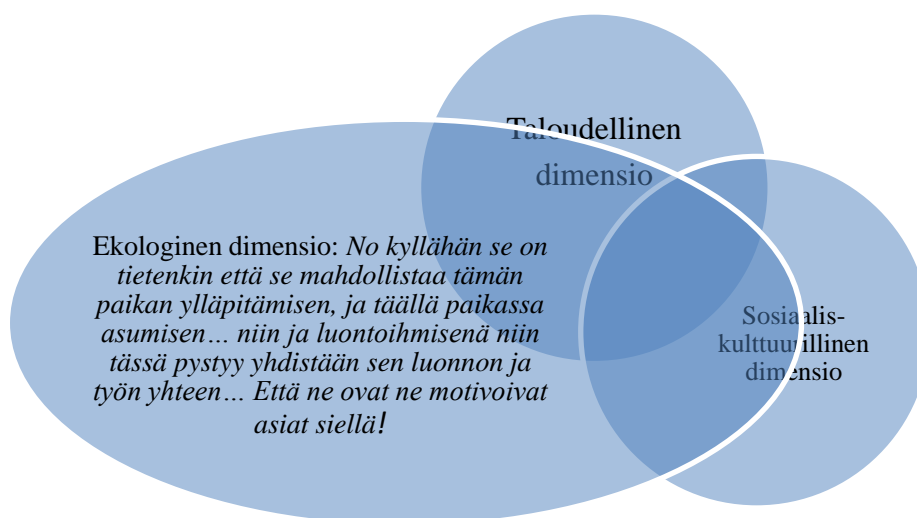 Taloudellinen
dimensio
Ekologinen dimensio: No kyllähän se on
tietenkin että se mahdollistaa tämän
paikan ylläpitämisen, ja täällä paikassa
asumisen… niin ja luontoihmisenä niin
tässä pystyy yhdistään sen luonnon ja
työn yhteen… Että ne ovat ne motivoivat
asiat siellä!
Sosiaalis-
kulttuurillinen
dimensio